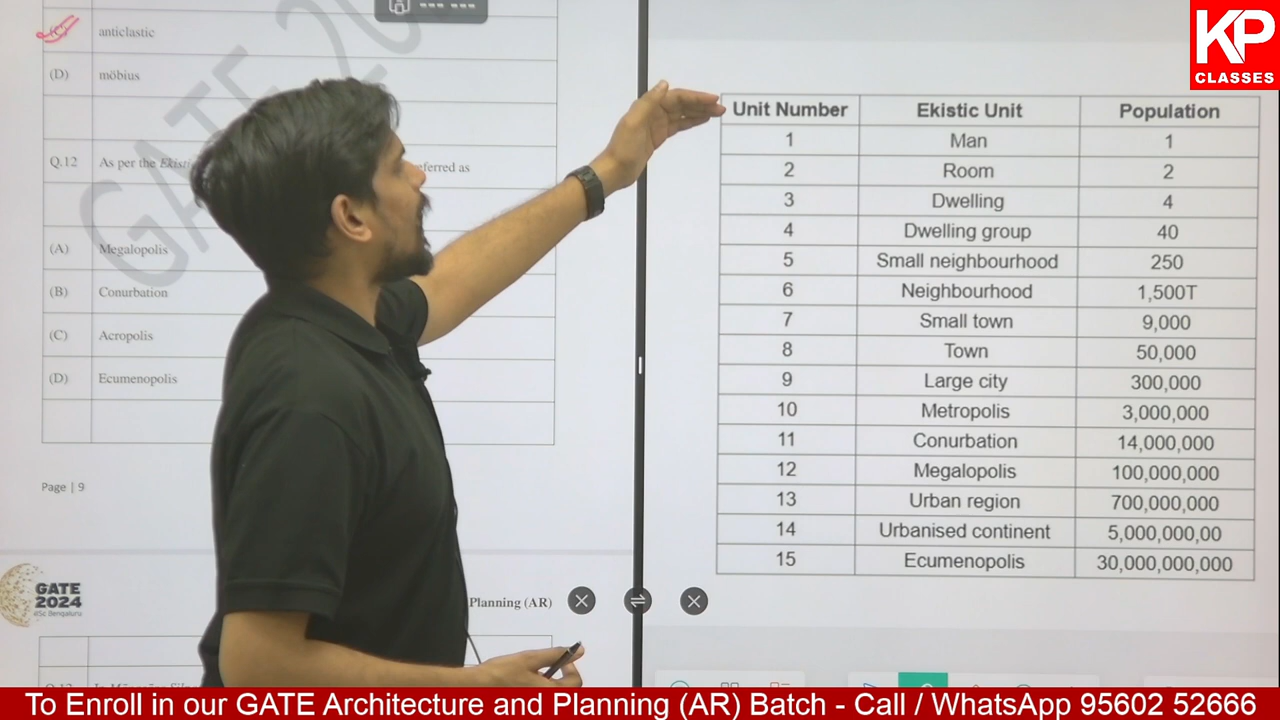 KP
CLASSES
anticlastic
(D) möbius
GATE 20
Q.12 As per the Ekisti eferred as
(A) Megalopolis
(B) Conurbation
(C) Acropolis
(D) Ecumenopolis
Page | 9
GATE
2024
IISc Bengaluru
Planning (AR)
Unit Number Ekistic Unit Population
1 Man 1
2 Room 2
3 Dwelling 4
4 Dwelling group 40
5 Small neighbourhood 250
6 Neighbourhood 1,500T
7 Small town 9,000
8 Town 50,000
9 Large city 300,000
10 Metropolis 3,000,000
11 Conurbation 14,000,000
12 Megalopolis 100,000,000
13 Urban region 700,000,000
14 Urbanised continent 5,000,000,00
15 Ecumenopolis 30,000,000,000
To Enroll in our GATE Architecture and Planning (AR) Batch - Call / WhatsApp 95602 52666